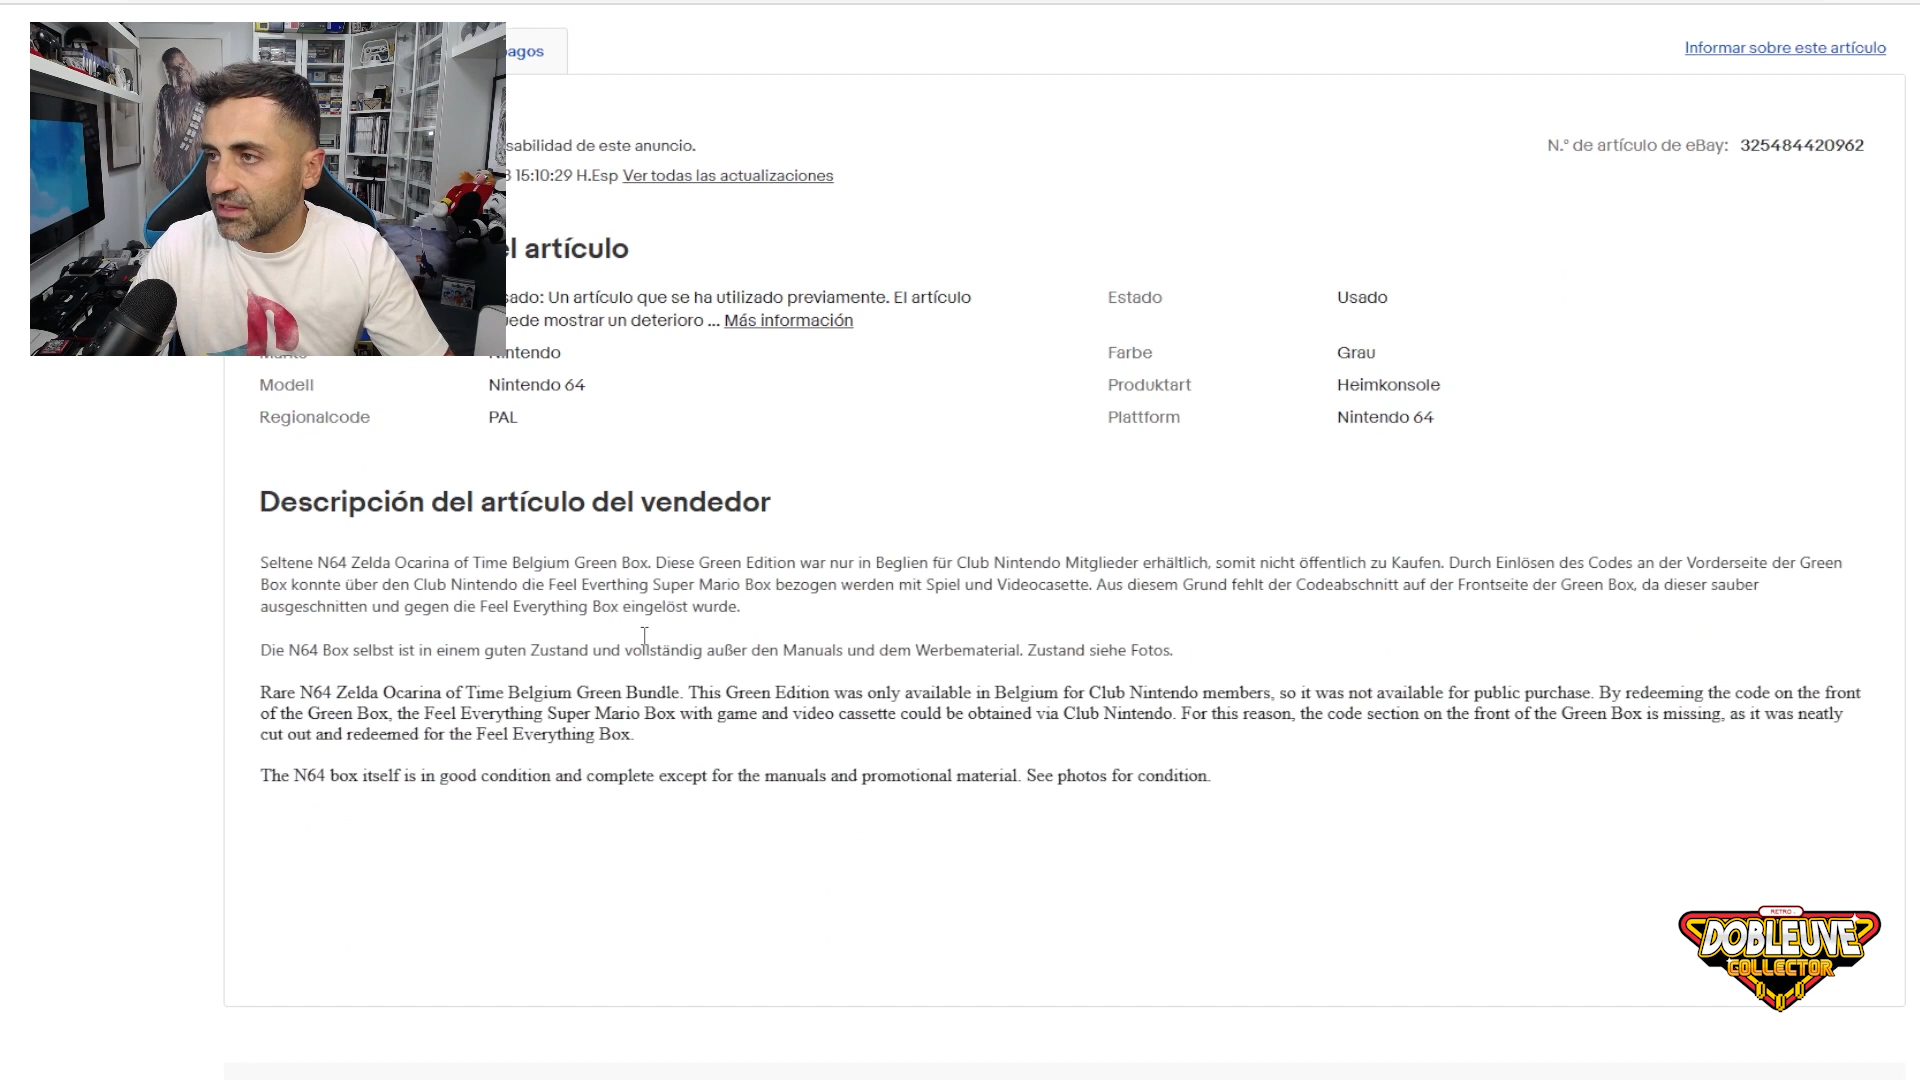 pagos
Informar sobre este artículo
sabilidad de este anuncio.
N.º de artículo de eBay: 325484420962
15:10:29 H.Esp Ver todas las actualizaciones
el artículo
sado: Un artículo que se ha utilizado previamente. El artículo
uede mostrar un deterioro ... Más información
Estado Usado
Nintendo
Farbe Grau
Modell Nintendo 64
Produktart Heimkonsole
Regionalcode PAL
Plattform Nintendo 64
Descripción del artículo del vendedor
Seltene N64 Zelda Ocarina of Time Belgium Green Box. Diese Green Edition war nur in Beglien für Club Nintendo Mitglieder erhältlich, somit nicht öffentlich zu Kaufen. Durch Einlösen des Codes an der Vorderseite der Green
Box konnte über den Club Nintendo die Feel Everthing Super Mario Box bezogen werden mit Spiel und Videocasette. Aus diesem Grund fehlt der Codeabschnitt auf der Frontseite der Green Box, da dieser sauber
ausgeschnitten und gegen die Feel Everything Box eingelöst wurde.
Die N64 Box selbst ist in einem guten Zustand und vollständig außer den Manuals und dem Werbematerial. Zustand siehe Fotos.
Rare N64 Zelda Ocarina of Time Belgium Green Bundle. This Green Edition was only available in Belgium for Club Nintendo members, so it was not available for public purchase. By redeeming the code on the front
of the Green Box, the Feel Everything Super Mario Box with game and video cassette could be obtained via Club Nintendo. For this reason, the code section on the front of the Green Box is missing, as it was neatly
cut out and redeemed for the Feel Everything Box.
The N64 box itself is in good condition and complete except for the manuals and promotional material. See photos for condition.
RETRO
DOBLEUVE
COLLECTOR